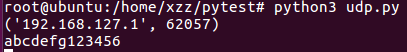 root@ubuntu:/home/xzz/pytest# python3 udp.py
('192.168.127.1', 62057)
abcdefg123456